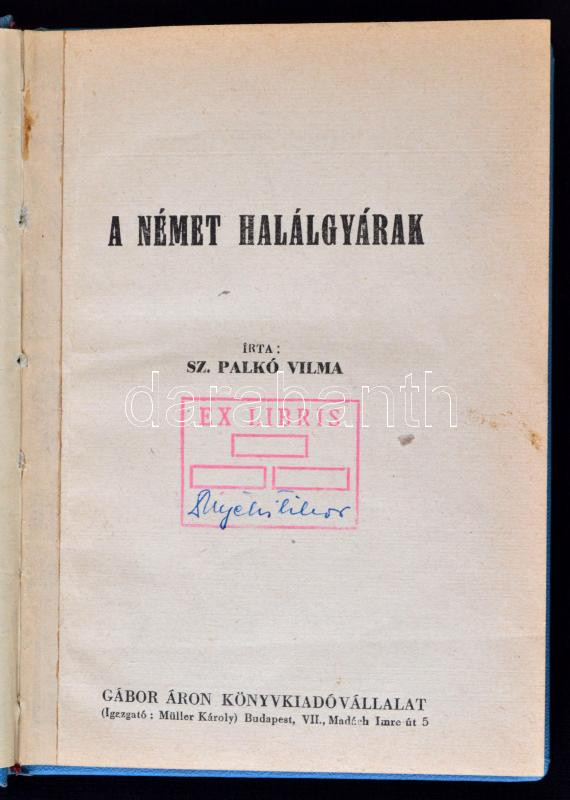 A NÉMET HALÁLGYÁRAK
ÍRTA:
SZ. PALKÓ VILMA
darabanth
EX LIBRIS
GÁBOR ÁRON KÖNYVKIADÓVÁLLALAT
(Igazgató: Müller Károly) Budapest, VII., Madách Imre-út 5